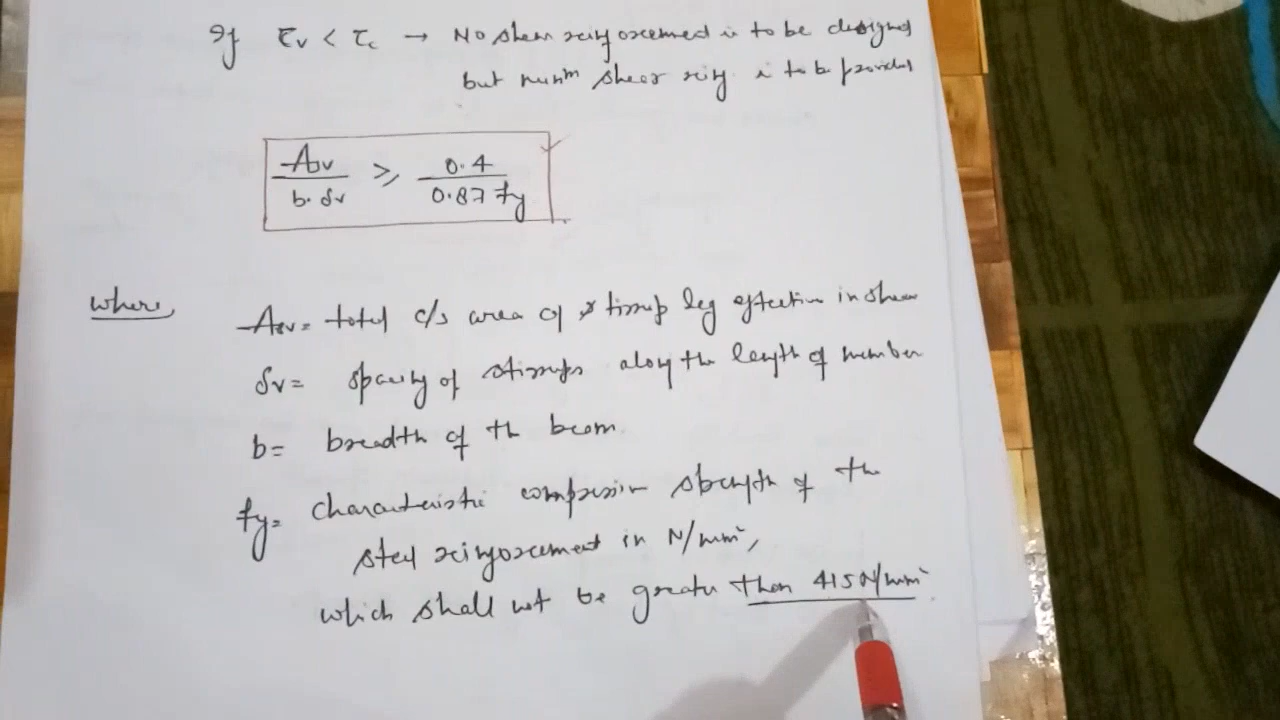 If τv < τc → No shear reinforcement is to be designed
but minm shear reinf. is to be provided
Asv / b. Sv ≥ 0.4 / 0.87 fy
where,
Asv = total c/s area of stirrup leg effective in shear
Sv = spacing of stirrups along the length of member
b = breadth of the beam.
fy = characteristic compression strength of the
steel reinforcement in N/mm²,
which shall not be greater than 415 N/mm².